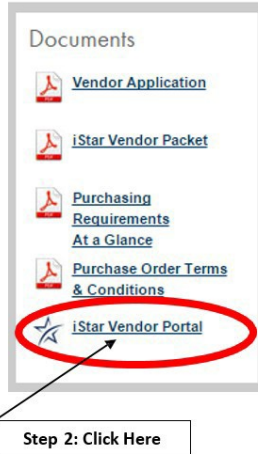 Documents
Vendor Application
iStar Vendor Packet
Purchasing
Requirements
At a Glance
Purchase Order Terms
& Conditions
iStar Vendor Portal
Step 2: Click Here